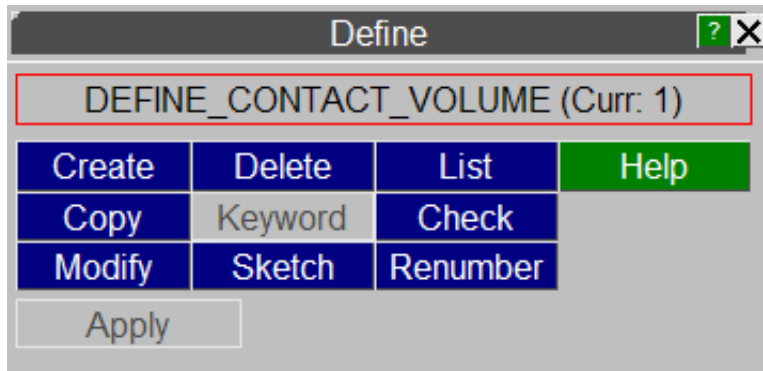 Define ? X
DEFINE_CONTACT_VOLUME (Curr: 1)
Create Delete List Help
Copy Keyword Check
Modify Sketch Renumber
Apply